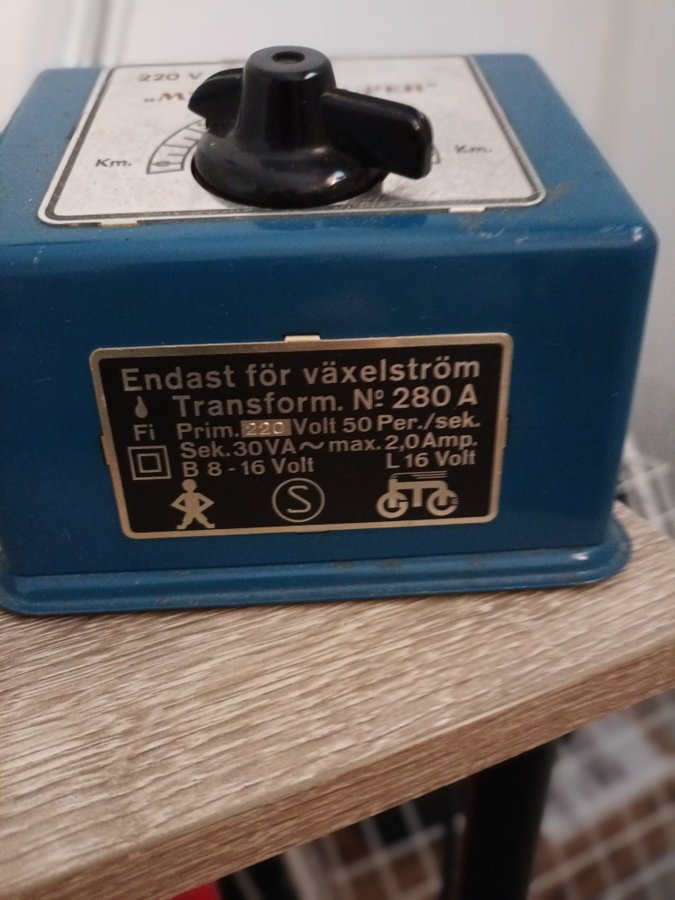 220 V
Km. Km.
Endast för växelström
Transform. Nº 280 A
Fi Prim. 220 Volt 50 Per./sek.
Sek. 30 VA ~ max. 2,0 Amp.
B 8 - 16 Volt L 16 Volt
S